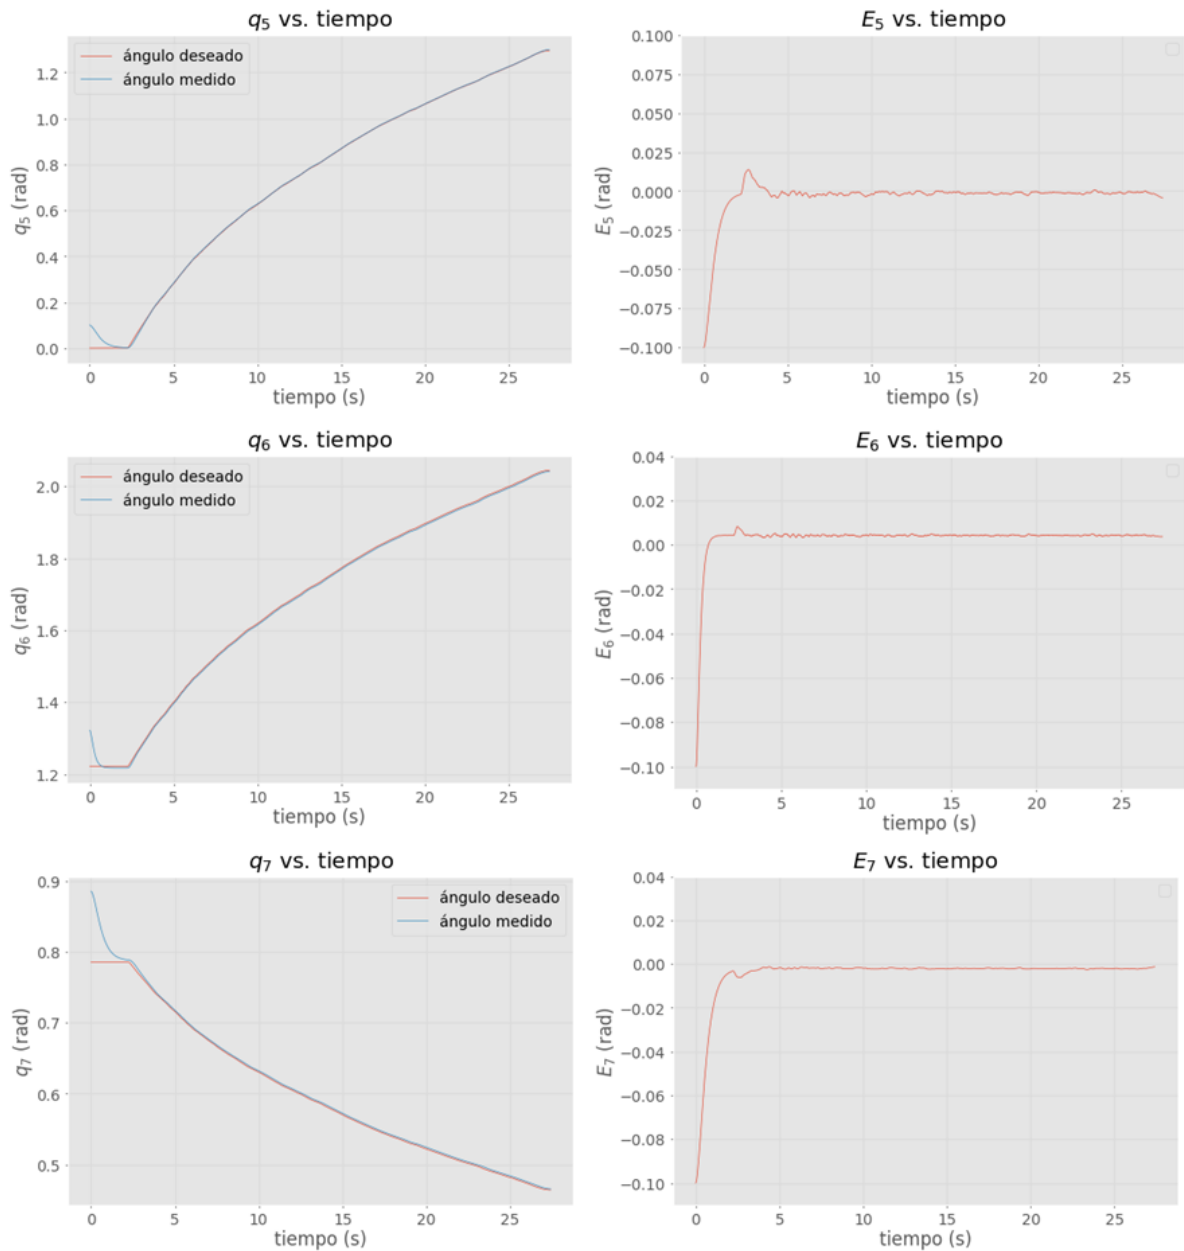 q5 vs. tiempo
ángulo deseado
ángulo medido
1.2
1.0
0.8
0.6
0.4
0.2
0.0
q5 (rad)
0 5 10 15 20 25
tiempo (s)
E5 vs. tiempo
0.100
0.075
0.050
0.025
0.000
−0.025
−0.050
−0.075
−0.100
E5 (rad)
0 5 10 15 20 25
tiempo (s)
q6 vs. tiempo
ángulo deseado
ángulo medido
2.0
1.8
1.6
1.4
1.2
q6 (rad)
0 5 10 15 20 25
tiempo (s)
E6 vs. tiempo
0.04
0.02
0.00
−0.02
−0.04
−0.06
−0.08
−0.10
E6 (rad)
0 5 10 15 20 25
tiempo (s)
q7 vs. tiempo
ángulo deseado
ángulo medido
0.9
0.8
0.7
0.6
0.5
q7 (rad)
0 5 10 15 20 25
tiempo (s)
E7 vs. tiempo
0.04
0.02
0.00
−0.02
−0.04
−0.06
−0.08
−0.10
E7 (rad)
0 5 10 15 20 25
tiempo (s)